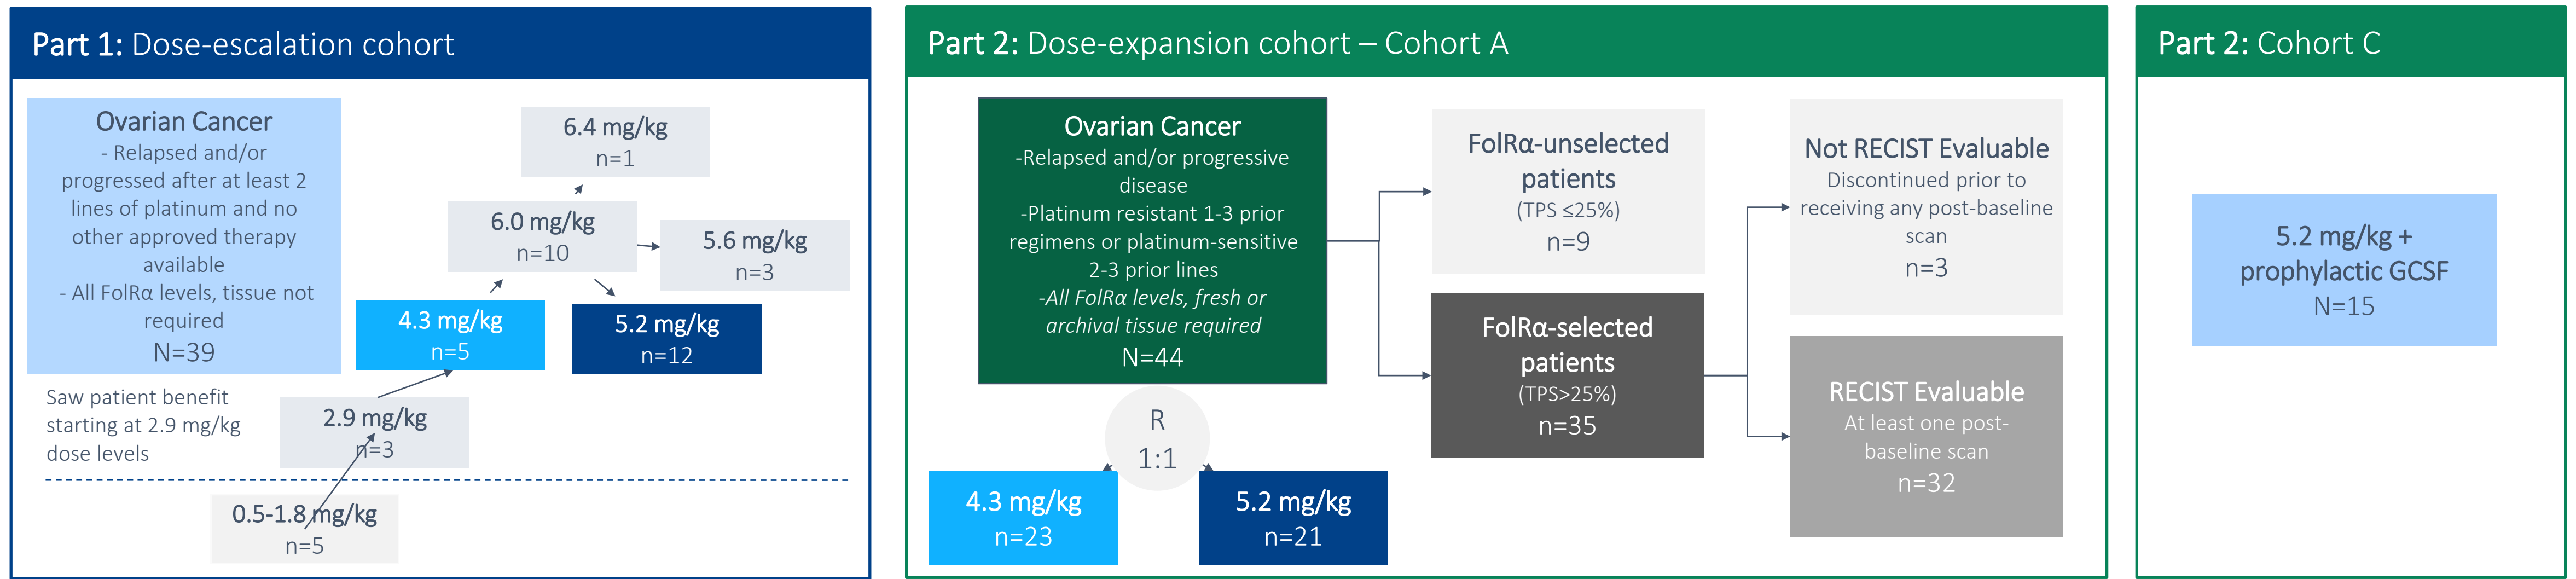 Part 1: Dose-escalation cohort
Ovarian Cancer
- Relapsed and/or
progressed after at least 2
lines of platinum and no
other approved therapy
available
- All FolRα levels, tissue not
required
N=39
6.4 mg/kg
n=1
6.0 mg/kg
n=10
5.6 mg/kg
n=3
4.3 mg/kg
n=5
5.2 mg/kg
n=12
Saw patient benefit
starting at 2.9 mg/kg
dose levels
2.9 mg/kg
n=3
0.5-1.8 mg/kg
n=5
Part 2: Dose-expansion cohort – Cohort A
Ovarian Cancer
-Relapsed and/or progressive
disease
-Platinum resistant 1-3 prior
regimens or platinum-sensitive
2-3 prior lines
-All FolRα levels, fresh or
archival tissue required
N=44
R
1:1
4.3 mg/kg
n=23
5.2 mg/kg
n=21
FolRα-unselected
patients
(TPS ≤25%)
n=9
FolRα-selected
patients
(TPS>25%)
n=35
Not RECIST Evaluable
Discontinued prior to
receiving any post-baseline
scan
n=3
RECIST Evaluable
At least one post-
baseline scan
n=32
Part 2: Cohort C
5.2 mg/kg +
prophylactic GCSF
N=15